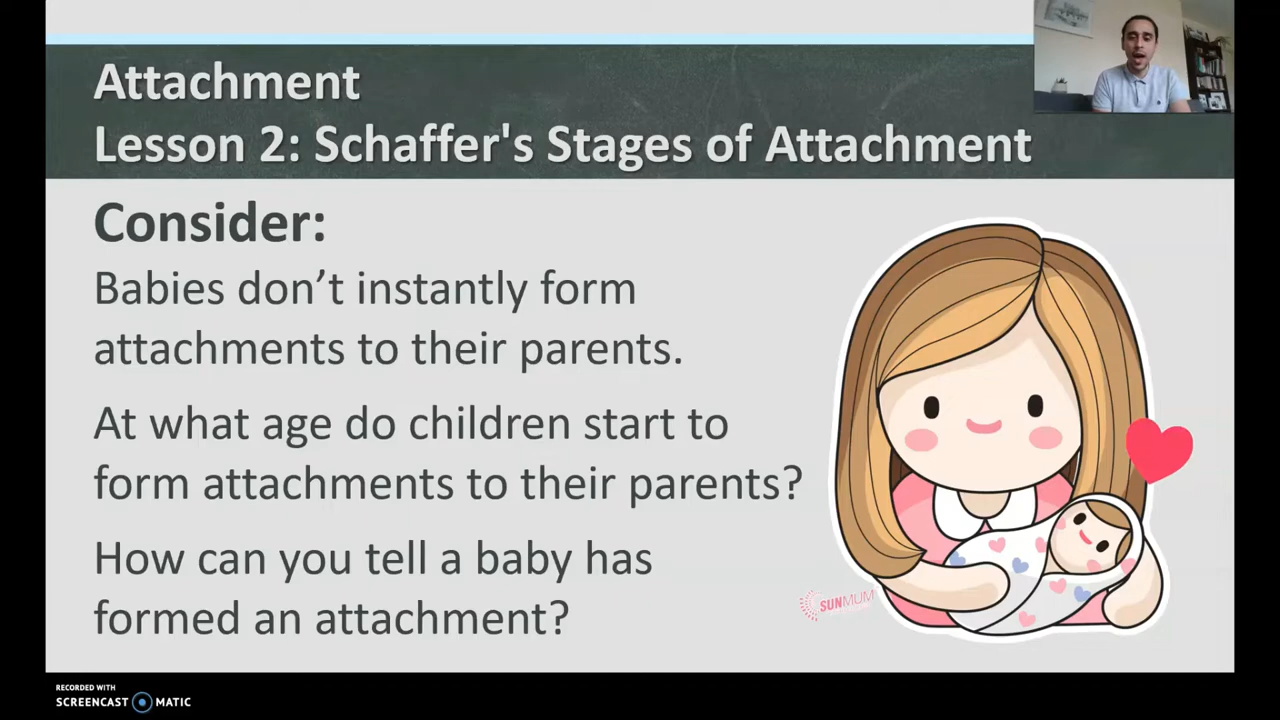 Attachment
Lesson 2: Schaffer's Stages of Attachment
Consider:
Babies don’t instantly form
attachments to their parents.
At what age do children start to
form attachments to their parents?
How can you tell a baby has
formed an attachment?
SUNMUM
RECORDED WITH
SCREENCAST MATIC